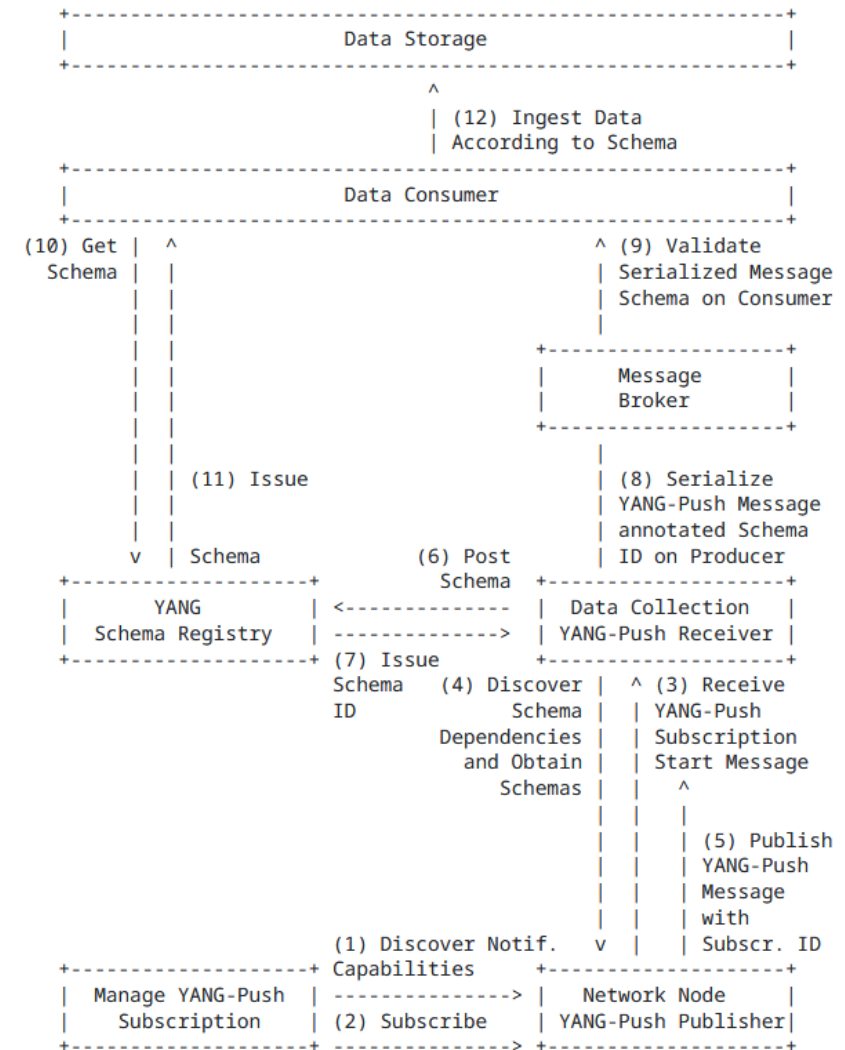 Data Storage
(12) Ingest Data
According to Schema
Data Consumer
(10) Get
Schema
(9) Validate
Serialized Message
Schema on Consumer
Message
Broker
(11) Issue
Schema
(8) Serialize
YANG-Push Message
annotated Schema
ID on Producer
(6) Post
Schema
YANG
Schema Registry
Data Collection
YANG-Push Receiver
(7) Issue
Schema
ID
(4) Discover
Schema
Dependencies
and Obtain
Schemas
(3) Receive
YANG-Push
Subscription
Start Message
(5) Publish
YANG-Push
Message
with
Subscr. ID
(1) Discover Notif.
Capabilities
Manage YANG-Push
Subscription
(2) Subscribe
Network Node
YANG-Push Publisher